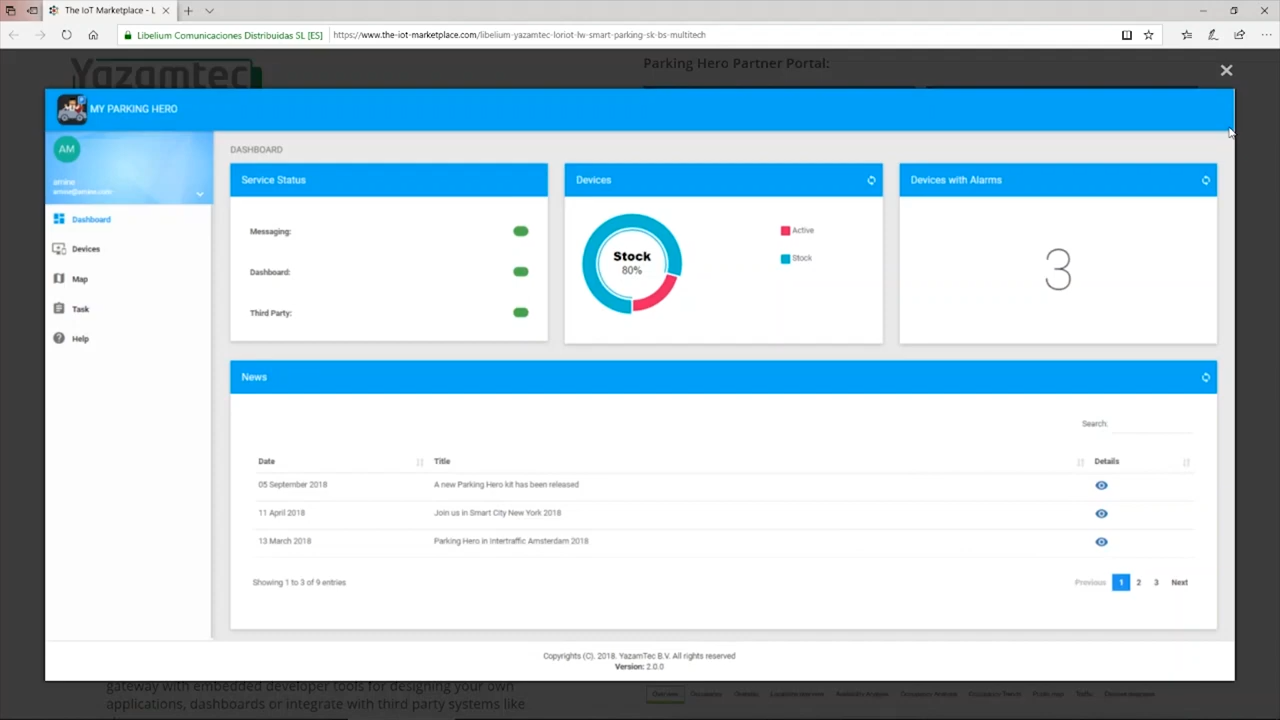 The IoT Marketplace - L
Libelium Comunicaciones Distribuidas SL [ES]
https://www.the-iot-marketplace.com/libelium-yazamtec-loriot-lw-smart-parking-sk-bs-multitech
Yazamtec
Parking Hero Partner Portal:
MY PARKING HERO
AM
amine
amine@amine.com
Dashboard
Devices
Map
Task
Help
DASHBOARD
Service Status
Messaging:
Dashboard:
Third Party:
Devices
Stock
80%
Active
Stock
Devices with Alarms
3
News
Search:
Date Title Details
05 September 2018 A new Parking Hero kit has been released
11 April 2018 Join us in Smart City New York 2018
13 March 2018 Parking Hero in Intertraffic Amsterdam 2018
Showing 1 to 3 of 9 entries
Previous 1 2 3 Next
Copyrights (C). 2018. YazamTec B.V. All rights reserved
Version: 2.0.0
gateway with embedded developer tools for designing your own
applications, dashboards or integrate with third party systems like